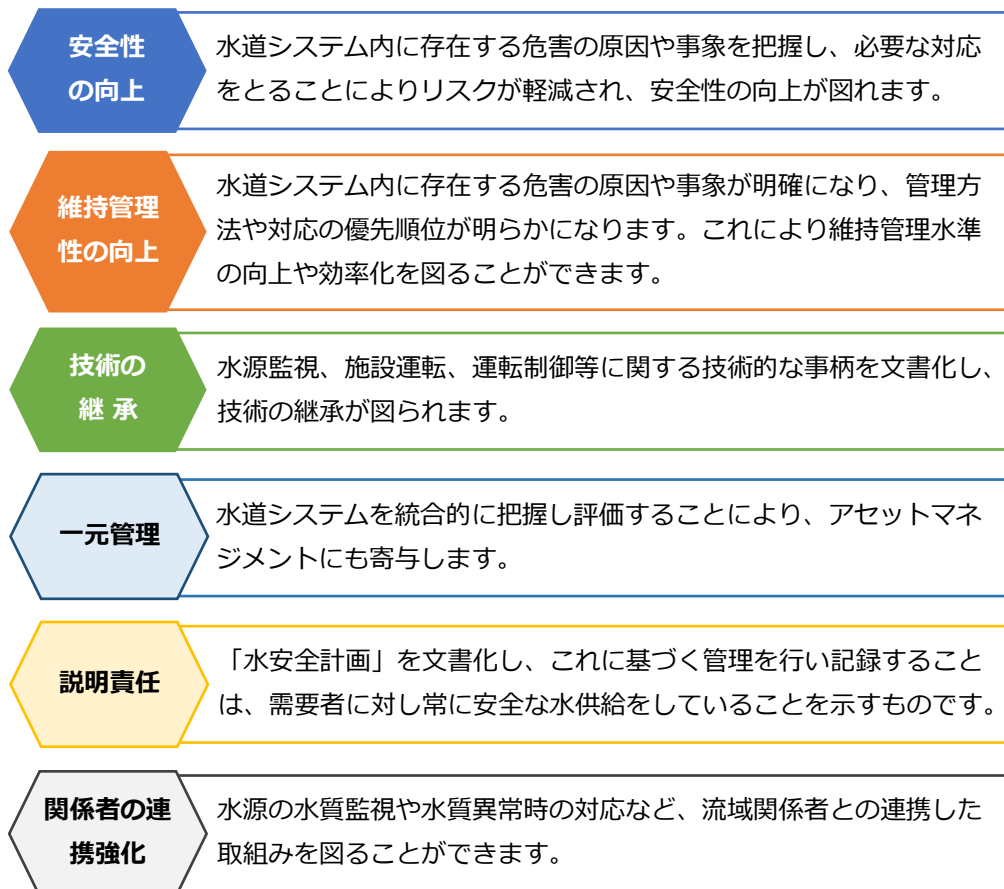 安全性
の向上
水道システム内に存在する危害の原因や事象を把握し、必要な対応
をとることによりリスクが軽減され、安全性の向上が図れます。
維持管理
性の向上
水道システム内に存在する危害の原因や事象が明確になり、管理方
法や対応の優先順位が明らかになります。これにより維持管理水準
の向上や効率化を図ることができます。
技術の
継 承
水源監視、施設運転、運転制御等に関する技術的な事柄を文書化し、
技術の継承が図られます。
一元管理
水道システムを統合的に把握し評価することにより、アセットマネ
ジメントにも寄与します。
説明責任
「水安全計画」を文書化し、これに基づく管理を行い記録すること
は、需要者に対し常に安全な水供給をしていることを示すものです。
関係者の連
携強化
水源の水質監視や水質異常時の対応など、流域関係者との連携した
取組みを図ることができます。